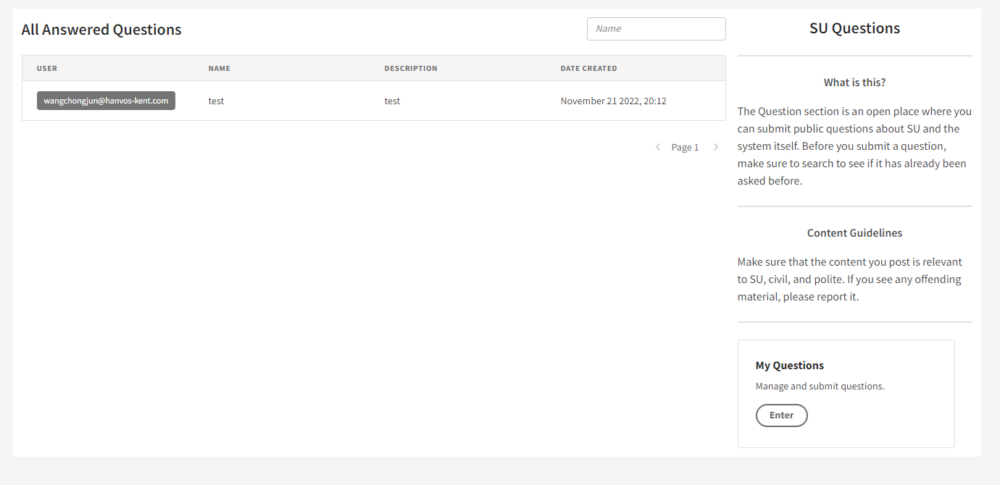 All Answered Questions
Name
USER NAME DESCRIPTION DATE CREATED
wangchongjun@hanvos-kent.com test test November 21 2022, 20:12
Page 1
SU Questions
What is this?
The Question section is an open place where you
can submit public questions about SU and the
system itself. Before you submit a question,
make sure to search to see if it has already been
asked before.
Content Guidelines
Make sure that the content you post is relevant
to SU, civil, and polite. If you see any offending
material, please report it.
My Questions
Manage and submit questions.
Enter